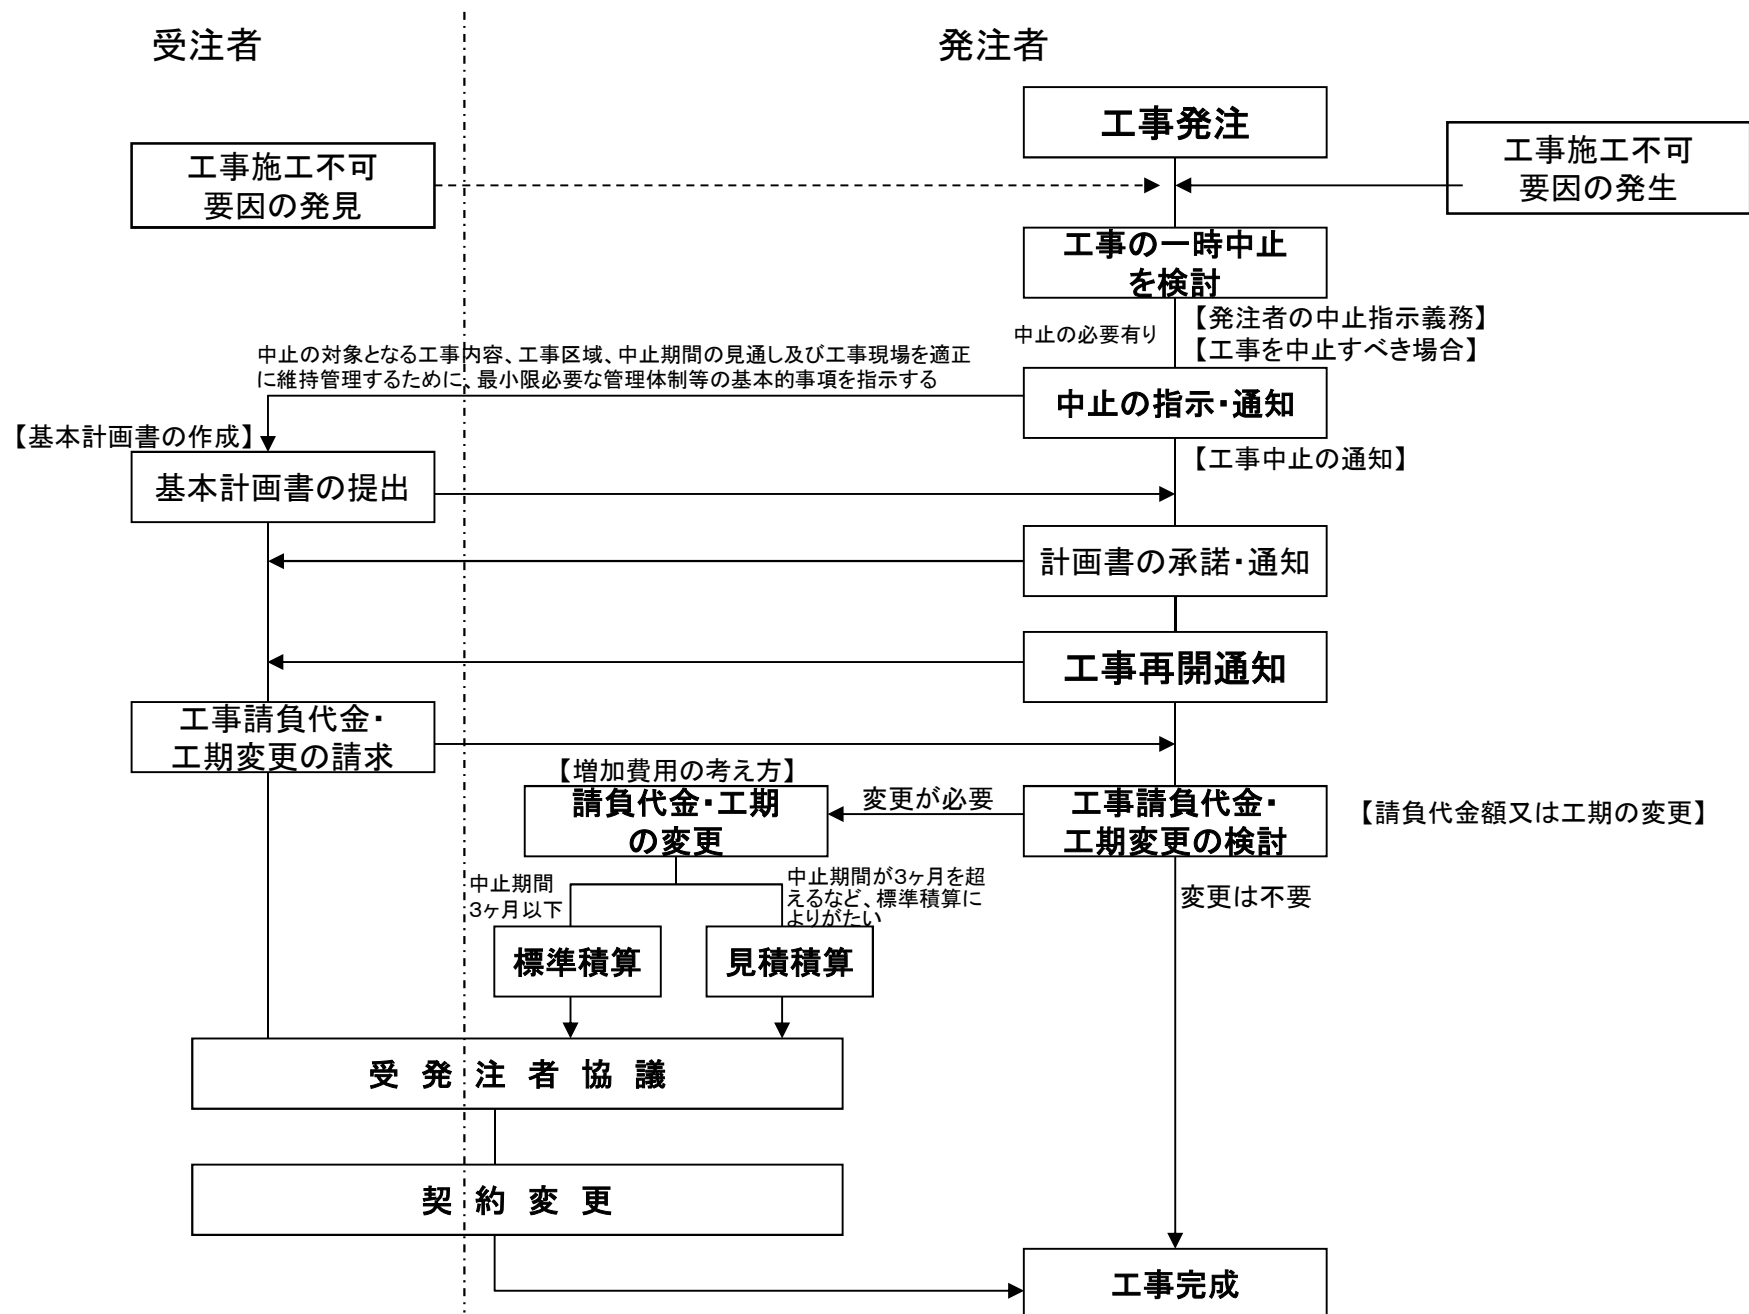 受注者
発注者
工事発注
工事施工不可
要因の発見
工事施工不可
要因の発生
工事の一時中止
を検討
中止の必要有り
【発注者の中止指示義務】
【工事を中止すべき場合】
中止の対象となる工事内容、工事区域、中止期間の見通し及び工事現場を適正
に維持管理するために、最小限必要な管理体制等の基本的事項を指示する
中止の指示・通知
【基本計画書の作成】
【工事中止の通知】
基本計画書の提出
計画書の承諾・通知
工事再開通知
工事請負代金・
工期変更の請求
【増加費用の考え方】
請負代金・工期
の変更
変更が必要
工事請負代金・
工期変更の検討
【請負代金額又は工期の変更】
中止期間
3ヶ月以下
中止期間が3ヶ月を超
えるなど、標準積算に
よりがたい
変更は不要
標準積算
見積積算
受発注者協議
契約変更
工事完成